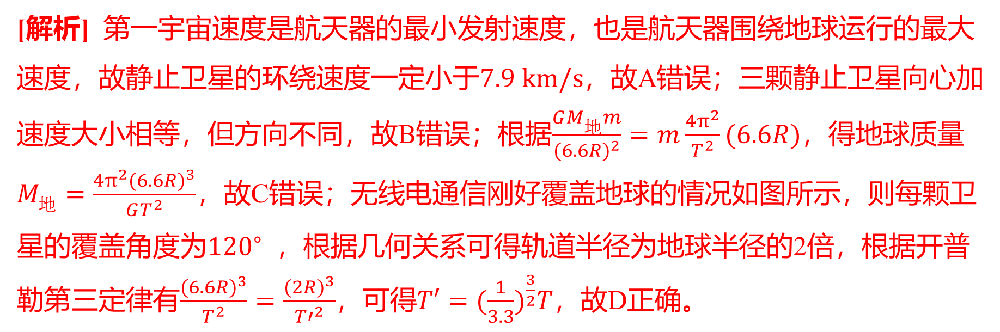 [解析] 第一宇宙速度是航天器的最小发射速度，也是航天器围绕地球运行的最大
速度，故静止卫星的环绕速度一定小于7.9 km/s，故A错误；三颗静止卫星向心加
速度大小相等，但方向不同，故B错误；根据\frac{GM_{地}m}{(6.6R)^2} = m\frac{4π^2}{T^2}(6.6R)，得地球质量
M_{地} = \frac{4π^2(6.6R)^3}{GT^2}，故C错误；无线电通信刚好覆盖地球的情况如图所示，则每颗卫
星的覆盖角度为120°，根据几何关系可得轨道半径为地球半径的2倍，根据开普
勒第三定律有\frac{(6.6R)^3}{T^2} = \frac{(2R)^3}{T′^2}，可得T′ = (\frac{1}{3.3})^{\frac{3}{2}}T，故D正确。